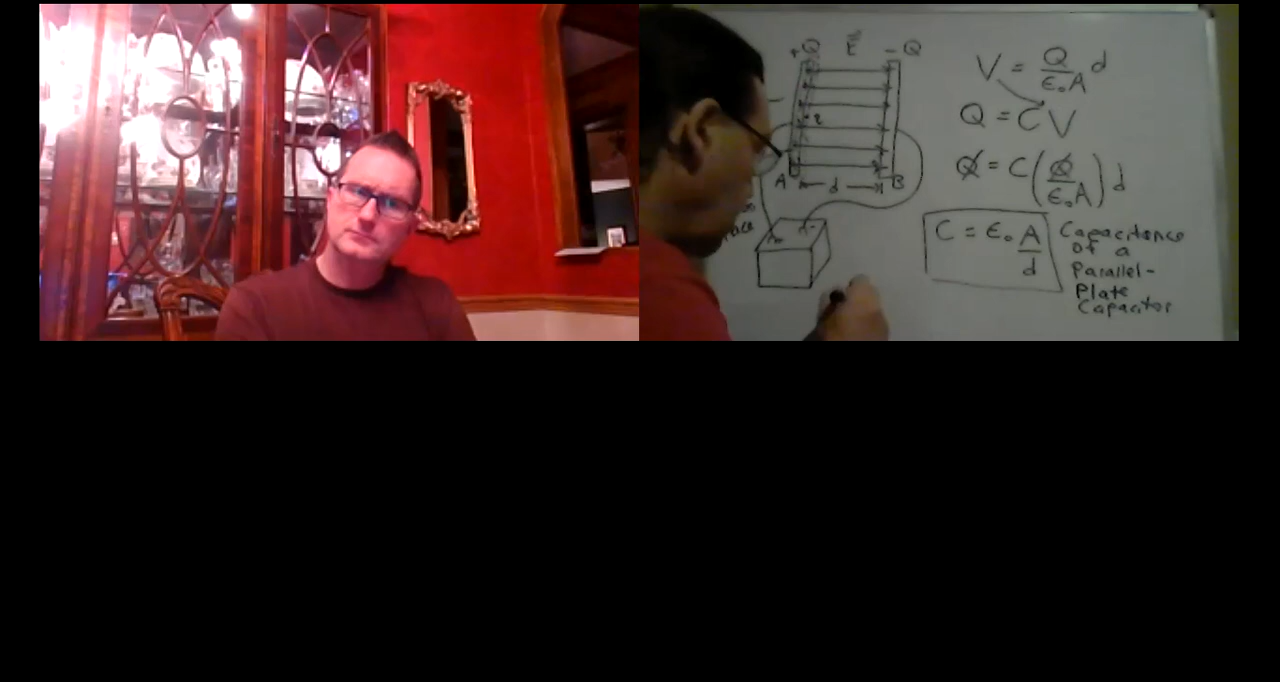 +Q E⃗ -Q
A d B
V = Q/ε₀A d
Q = CV
Q = C(Q/ε₀A) d
C = ε₀ A/d
Capacitance
of a
Parallel-
Plate
Capacitor